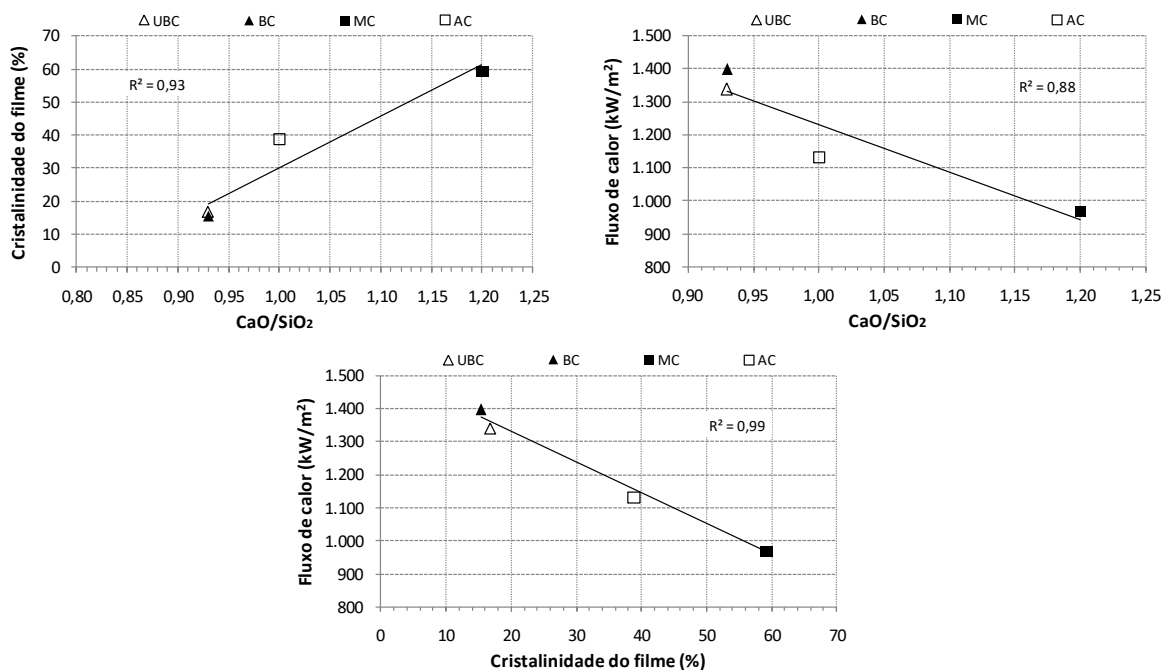 UBC BC MC AC
Cristalinidade do filme (%)
70
60
50
40
30
20
10
0
R² = 0,93
0,80 0,85 0,90 0,95 1,00 1,05 1,10 1,15 1,20 1,25
CaO/SiO₂
UBC BC MC AC
Fluxo de calor (kW/m²)
1.500
1.400
1.300
1.200
1.100
1.000
900
800
R² = 0,88
0,90 0,95 1,00 1,05 1,10 1,15 1,20 1,25
CaO/SiO₂
UBC BC MC AC
Fluxo de calor (kW/m²)
1.500
1.400
1.300
1.200
1.100
1.000
900
800
R² = 0,99
0 10 20 30 40 50 60 70
Cristalinidade do filme (%)